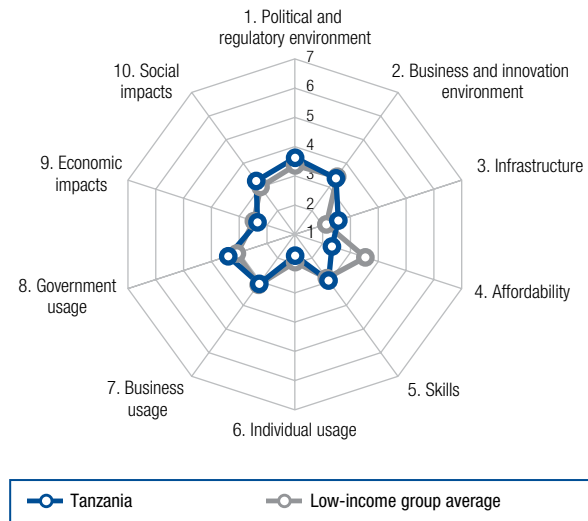 1. Political and
regulatory environment
2. Business and innovation
environment
3. Infrastructure
4. Affordability
5. Skills
6. Individual usage
7. Business
usage
8. Government
usage
9. Economic
impacts
10. Social
impacts
7
6
5
4
3
2
1
Tanzania
Low-income group average